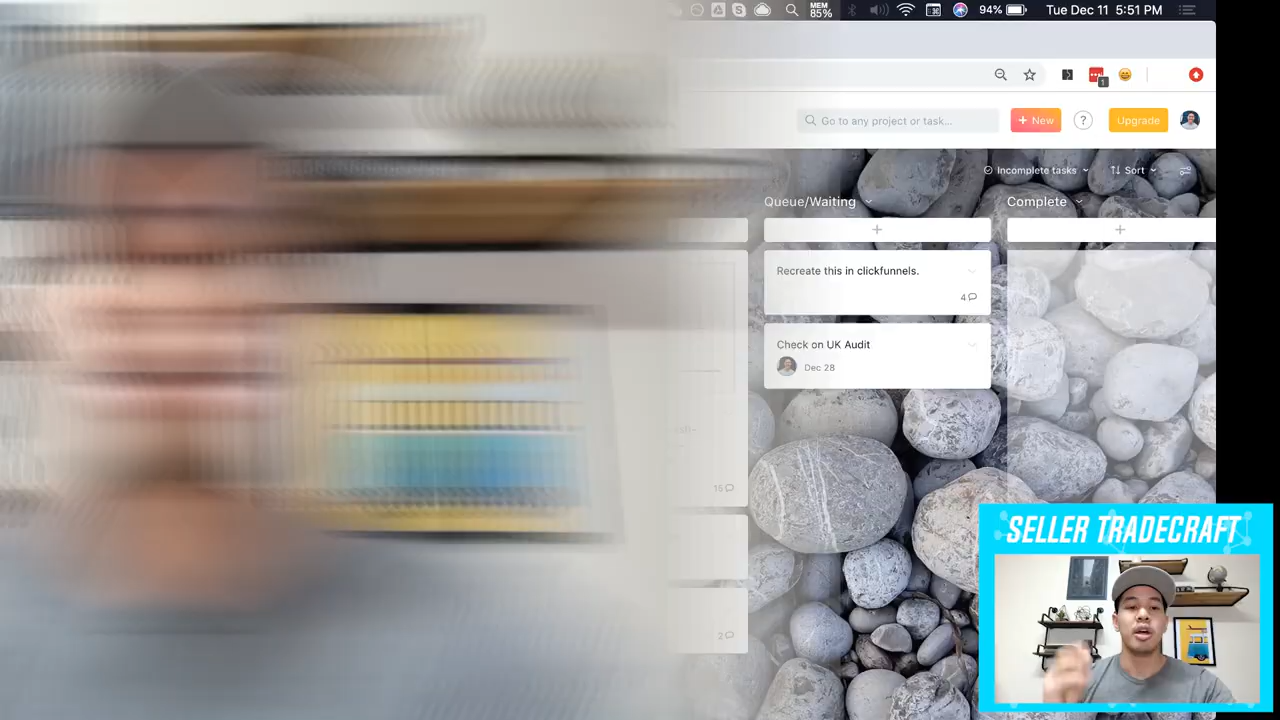 MEM
85%
94%
Tue Dec 11 5:51 PM
1
Go to any project or task...
+ New
?
Upgrade
Incomplete tasks
Sort
Queue/Waiting
Complete
+
+
Recreate this in clickfunnels.
4
Check on UK Audit
Dec 28
15
2
SELLER TRADECRAFT